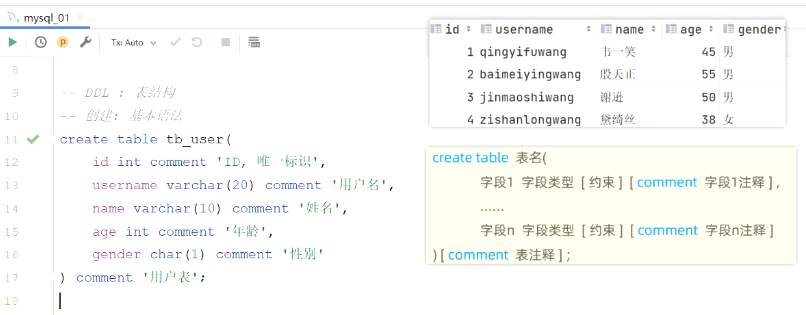 mysql_01
Tx: Auto
8
9 -- DDL : 表结构
10 -- 创建: 基本语法
11 create table tb_user(
12 id int comment 'ID, 唯一标识',
13 username varchar(20) comment '用户名',
14 name varchar(10) comment '姓名',
15 age int comment '年龄',
16 gender char(1) comment '性别'
17 ) comment '用户表';
18
id username name age gender
1 qingyifuwang 韦一笑 45 男
2 baimeiyingwang 殷天正 55 男
3 jinmaoshiwang 谢逊 50 男
4 zishanlongwang 黛绮丝 38 女
create table 表名(
字段1 字段类型 [ 约束 ] [ comment 字段1注释 ] ,
......
字段n 字段类型 [ 约束 ] [ comment 字段n注释 ]
) [ comment 表注释 ] ;